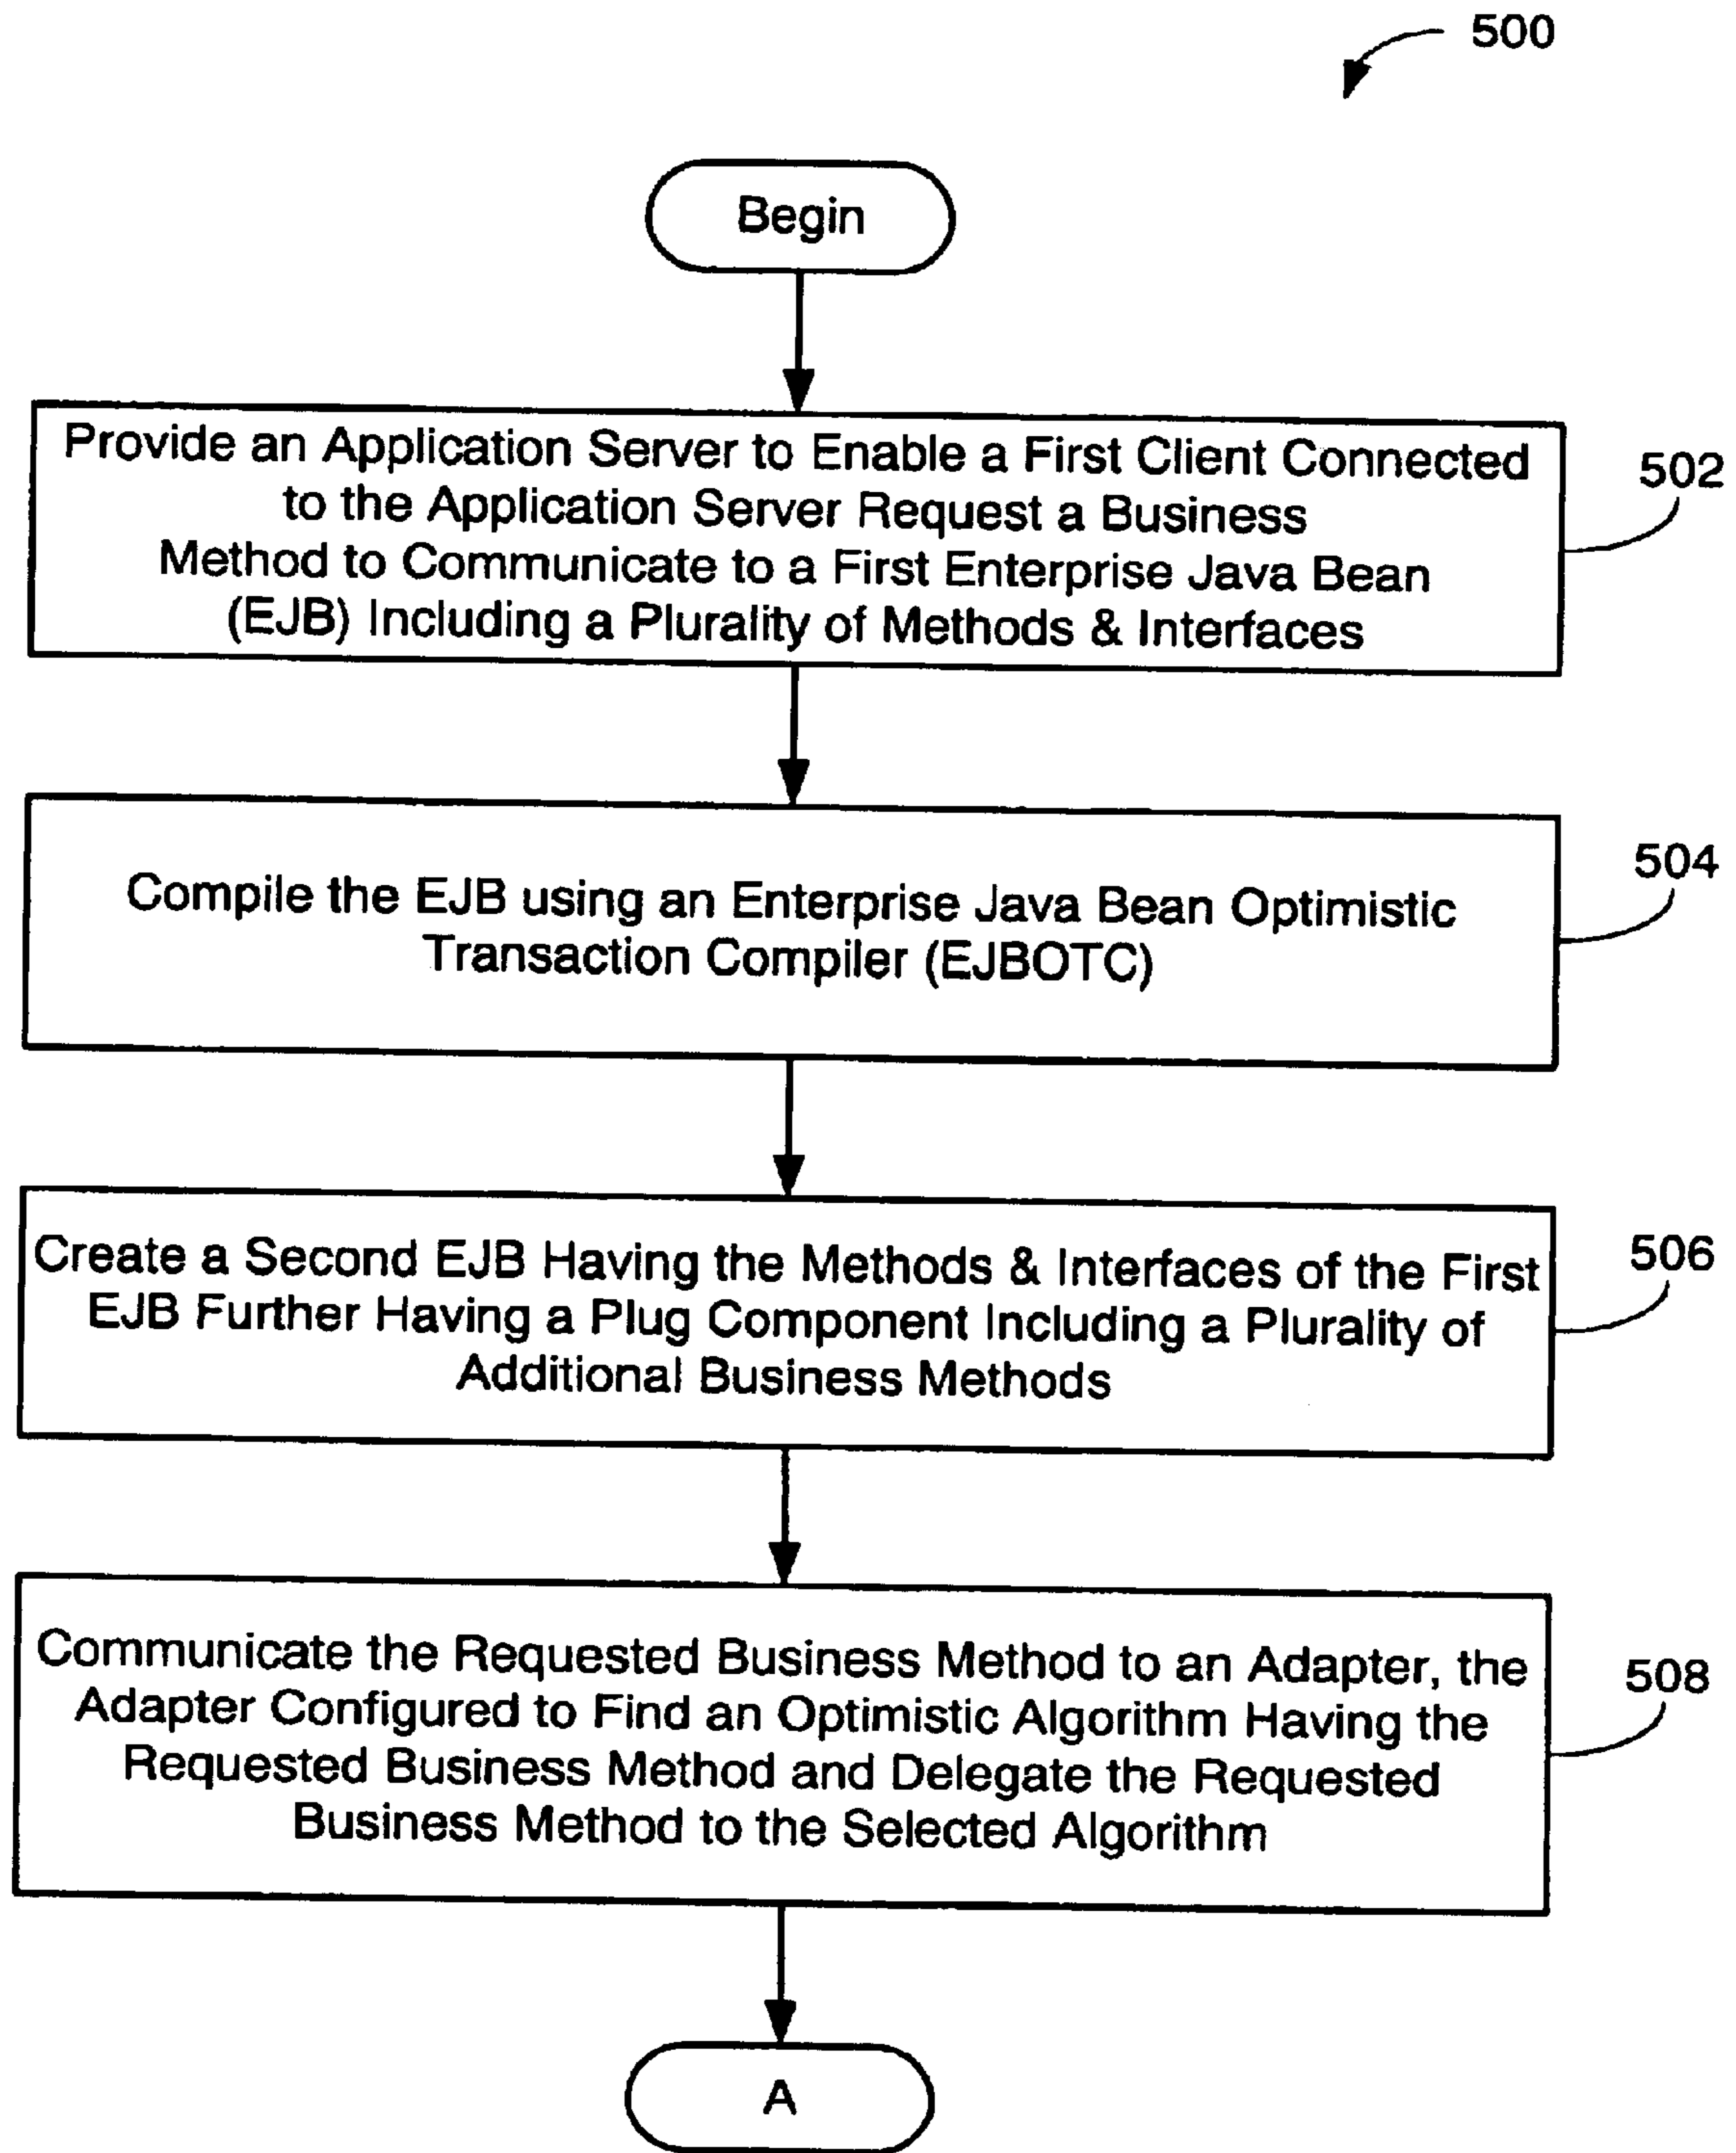 500
Begin
Provide an Application Server to Enable a First Client Connected
to the Application Server Request a Business
Method to Communicate to a First Enterprise Java Bean
(EJB) Including a Plurality of Methods & Interfaces
502
Compile the EJB using an Enterprise Java Bean Optimistic
Transaction Compiler (EJBOTC)
504
Create a Second EJB Having the Methods & Interfaces of the First
EJB Further Having a Plug Component Including a Plurality of
Additional Business Methods
506
Communicate the Requested Business Method to an Adapter, the
Adapter Configured to Find an Optimistic Algorithm Having the
Requested Business Method and Delegate the Requested
Business Method to the Selected Algorithm
508
A